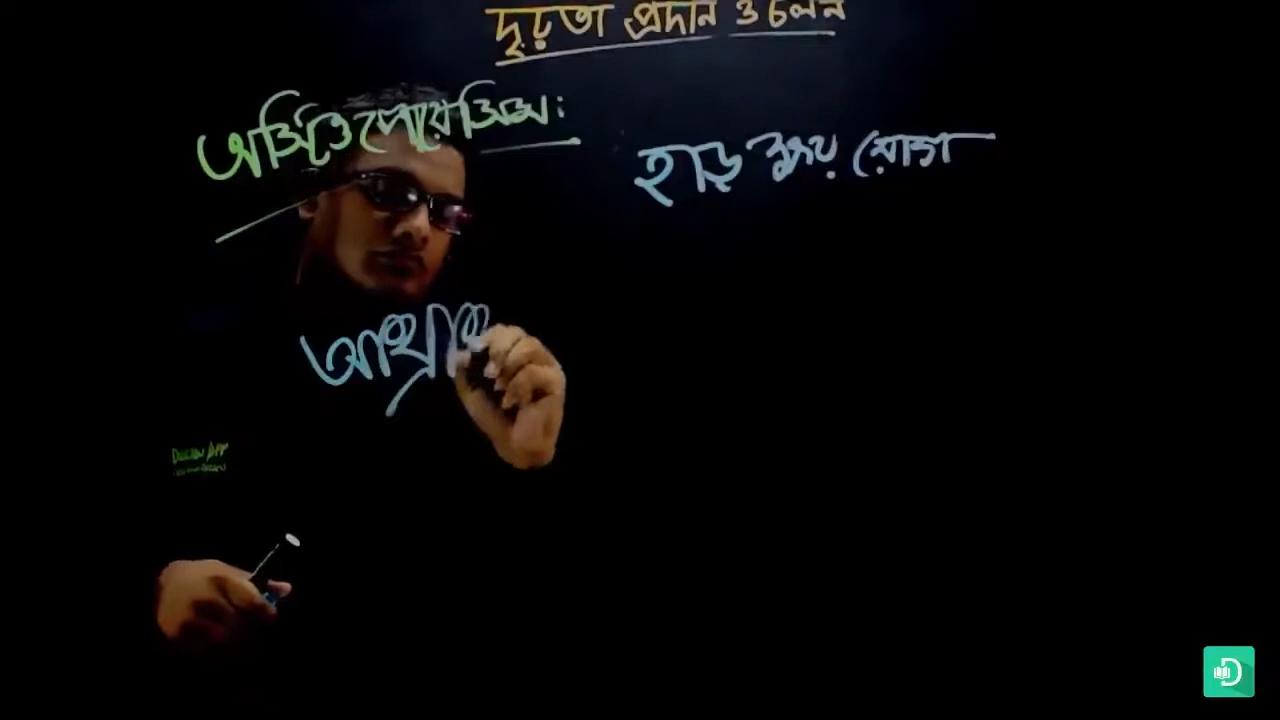 দৃঢ়তা প্রদান ও চলন
অস্টিওপোরেসিস:
হাড় ক্ষয় রোগ